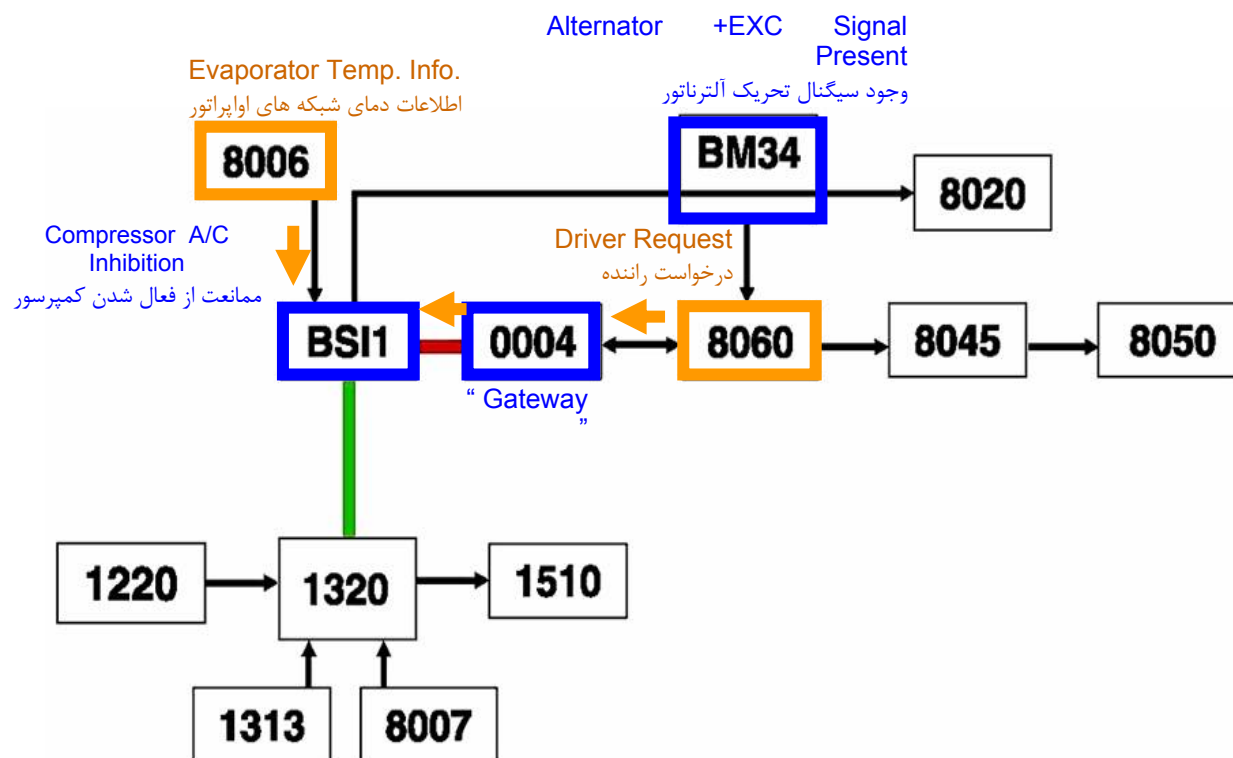 Alternator +EXC Signal
Present
وجود سیگنال تحریک آلترناتور
Evaporator Temp. Info.
اطلاعات دمای شبکه های اواپراتور
8006
BM34
8020
Compressor A/C
Inhibition
ممانعت از فعال شدن کمپرسور
Driver Request
درخواست راننده
BSI1
0004
8060
8045
8050
“ Gateway
”
1220
1320
1510
1313
8007